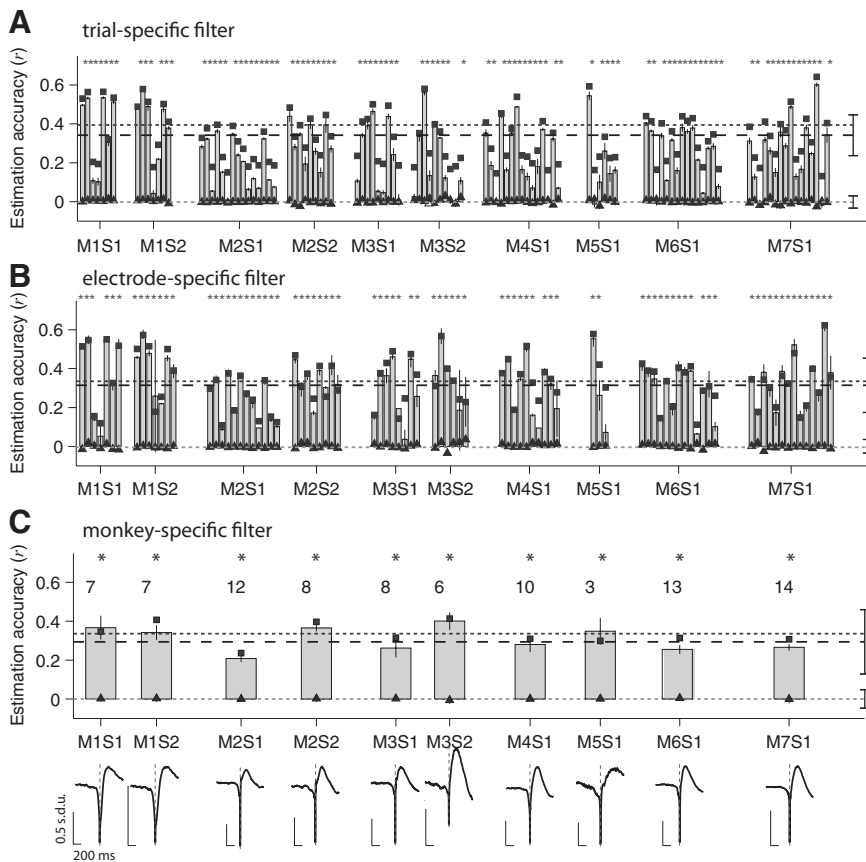 A
trial-specific filter
Estimation accuracy (r)
0.6
0.4
0.2
0
M1S1 M1S2 M2S1 M2S2 M3S1 M3S2 M4S1 M5S1 M6S1 M7S1
B
electrode-specific filter
Estimation accuracy (r)
0.6
0.4
0.2
0
M1S1 M1S2 M2S1 M2S2 M3S1 M3S2 M4S1 M5S1 M6S1 M7S1
C
monkey-specific filter
Estimation accuracy (r)
* * * * * * * * * *
7 7 12 8 8 6 10 3 13 14
0.6
0.4
0.2
0
M1S1 M1S2 M2S1 M2S2 M3S1 M3S2 M4S1 M5S1 M6S1 M7S1
0.5 s.d.u.
200 ms